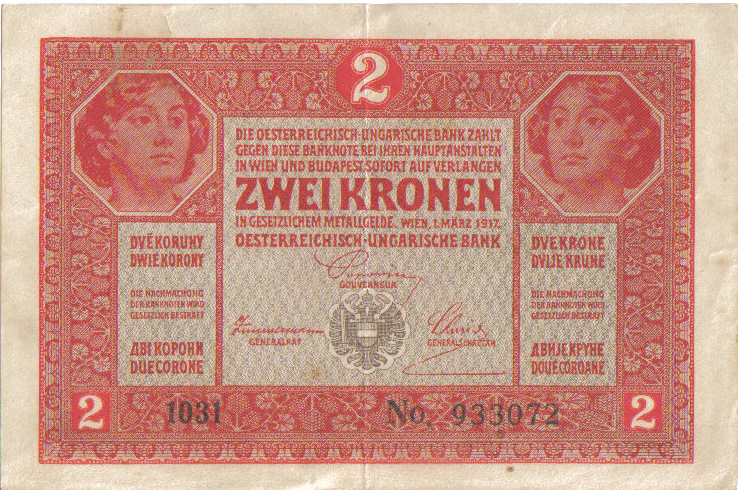 2
DIE OESTERREICHISCH-UNGARISCHE BANK ZAHLT
GEGEN DIESE BANKNOTE BEI IHREN HAUPTANSTALTEN
IN WIEN UND BUDAPEST SOFORT AUF VERLANGEN
ZWEI KRONEN
IN GESETZLICHEM METALLGELDE. WIEN, 1. MÄRZ 1917.
OESTERREICHISCH-UNGARISCHE BANK
GOUVERNEUR
GENERALRAT
GENERALSEKRETÄR
DVĚ KORUNY
DWIE KORONY
DIE NACHMACHUNG
DER BANKNOTEN WIRD
GESETZLICH BESTRAFT
ДВІ КОРОНИ
DUE CORONE
DVE KRONE
DVIJE KRUNE
DIE NACHMACHUNG
DER BANKNOTEN WIRD
GESETZLICH BESTRAFT
ДВИЈЕ КРУНЕ
DOUĒ COROANE
2
1031
No. 933072
2